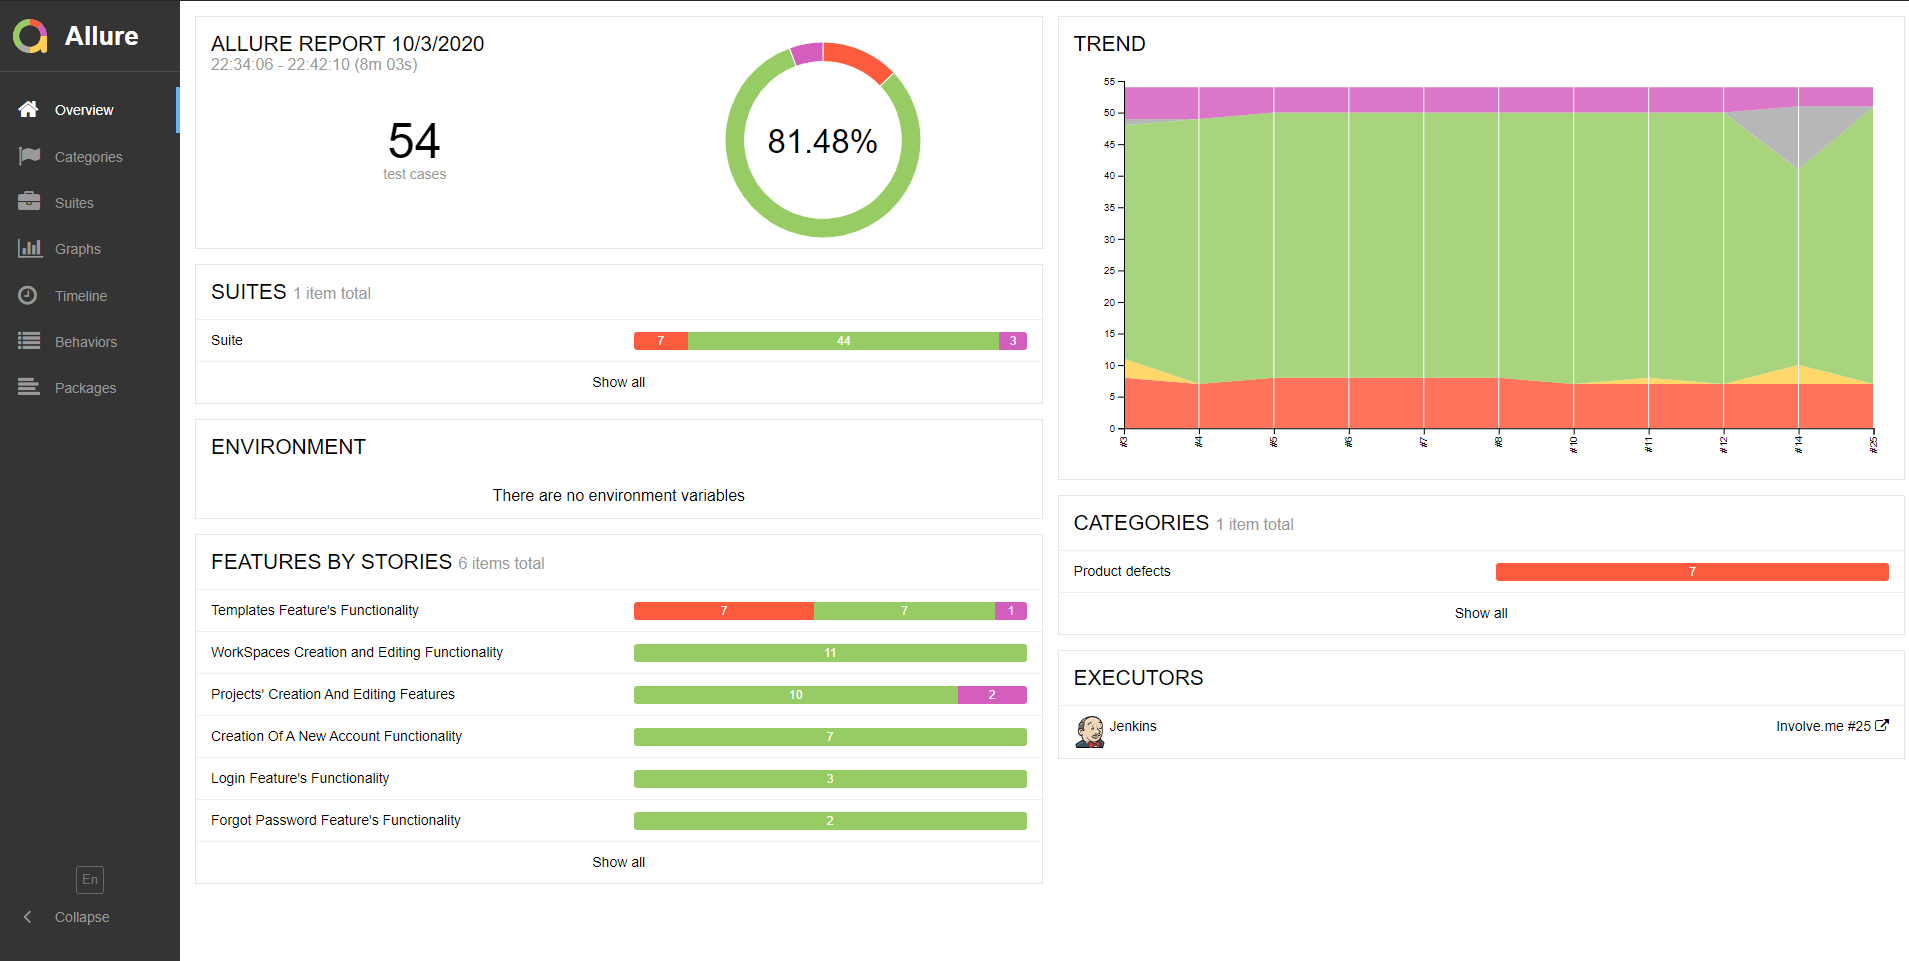 Allure
Overview
Categories
Suites
Graphs
Timeline
Behaviors
Packages
En
Collapse
ALLURE REPORT 10/3/2020
22:34:06 - 22:42:10 (8m 03s)
54
test cases
81.48%
SUITES 1 item total
Suite 7 44 3
Show all
ENVIRONMENT
There are no environment variables
FEATURES BY STORIES 6 items total
Templates Feature's Functionality 7 7 1
WorkSpaces Creation and Editing Functionality 11
Projects' Creation And Editing Features 10 2
Creation Of A New Account Functionality 7
Login Feature's Functionality 3
Forgot Password Feature's Functionality 2
Show all
TREND
55
50
45
40
35
30
25
20
15
10
5
0
#3 #4 #5 #6 #7 #8 #10 #11 #12 #14 #25
CATEGORIES 1 item total
Product defects 7
Show all
EXECUTORS
Jenkins Involve.me #25